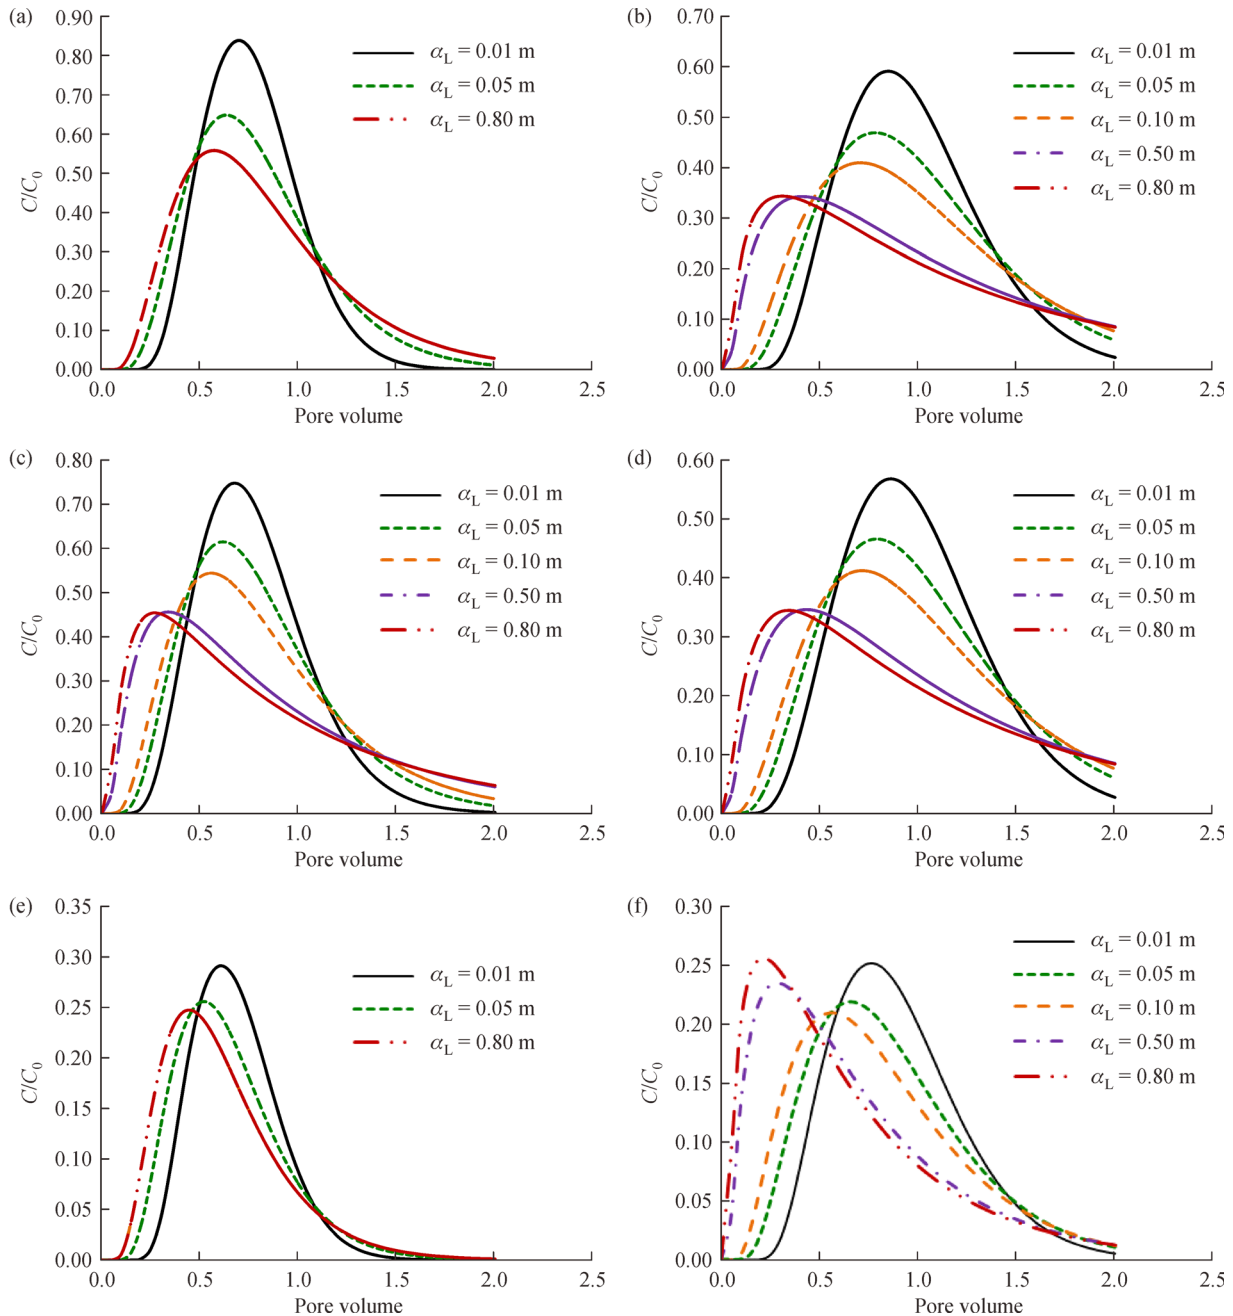 (a)
0.90
0.80
0.80
0.70
0.60
0.50
0.40
0.30
0.20
0.10
0.00
C/C0
0.0 0.5 1.0 1.5 2.0 2.5
Pore volume
αL = 0.01 m
αL = 0.05 m
αL = 0.80 m
(b)
0.70
0.60
0.50
0.40
0.30
0.20
0.10
0.00
C/C0
0.0 0.5 1.0 1.5 2.0 2.5
Pore volume
αL = 0.01 m
αL = 0.05 m
αL = 0.10 m
αL = 0.50 m
αL = 0.80 m
(c)
0.80
0.70
0.60
0.50
0.40
0.30
0.20
0.10
0.00
C/C0
0.0 0.5 1.0 1.5 2.0 2.5
Pore volume
αL = 0.01 m
αL = 0.05 m
αL = 0.10 m
αL = 0.50 m
αL = 0.80 m
(d)
0.60
0.50
0.40
0.30
0.20
0.10
0.00
C/C0
0.0 0.5 1.0 1.5 2.0 2.5
Pore volume
αL = 0.01 m
αL = 0.05 m
αL = 0.10 m
αL = 0.50 m
αL = 0.80 m
(e)
0.35
0.30
0.25
0.20
0.15
0.10
0.05
0.00
C/C0
0.0 0.5 1.0 1.5 2.0 2.5
Pore volume
αL = 0.01 m
αL = 0.05 m
αL = 0.80 m
(f)
0.30
0.25
0.20
0.15
0.10
0.05
0.00
C/C0
0.0 0.5 1.0 1.5 2.0 2.5
Pore volume
αL = 0.01 m
αL = 0.05 m
αL = 0.10 m
αL = 0.50 m
αL = 0.80 m